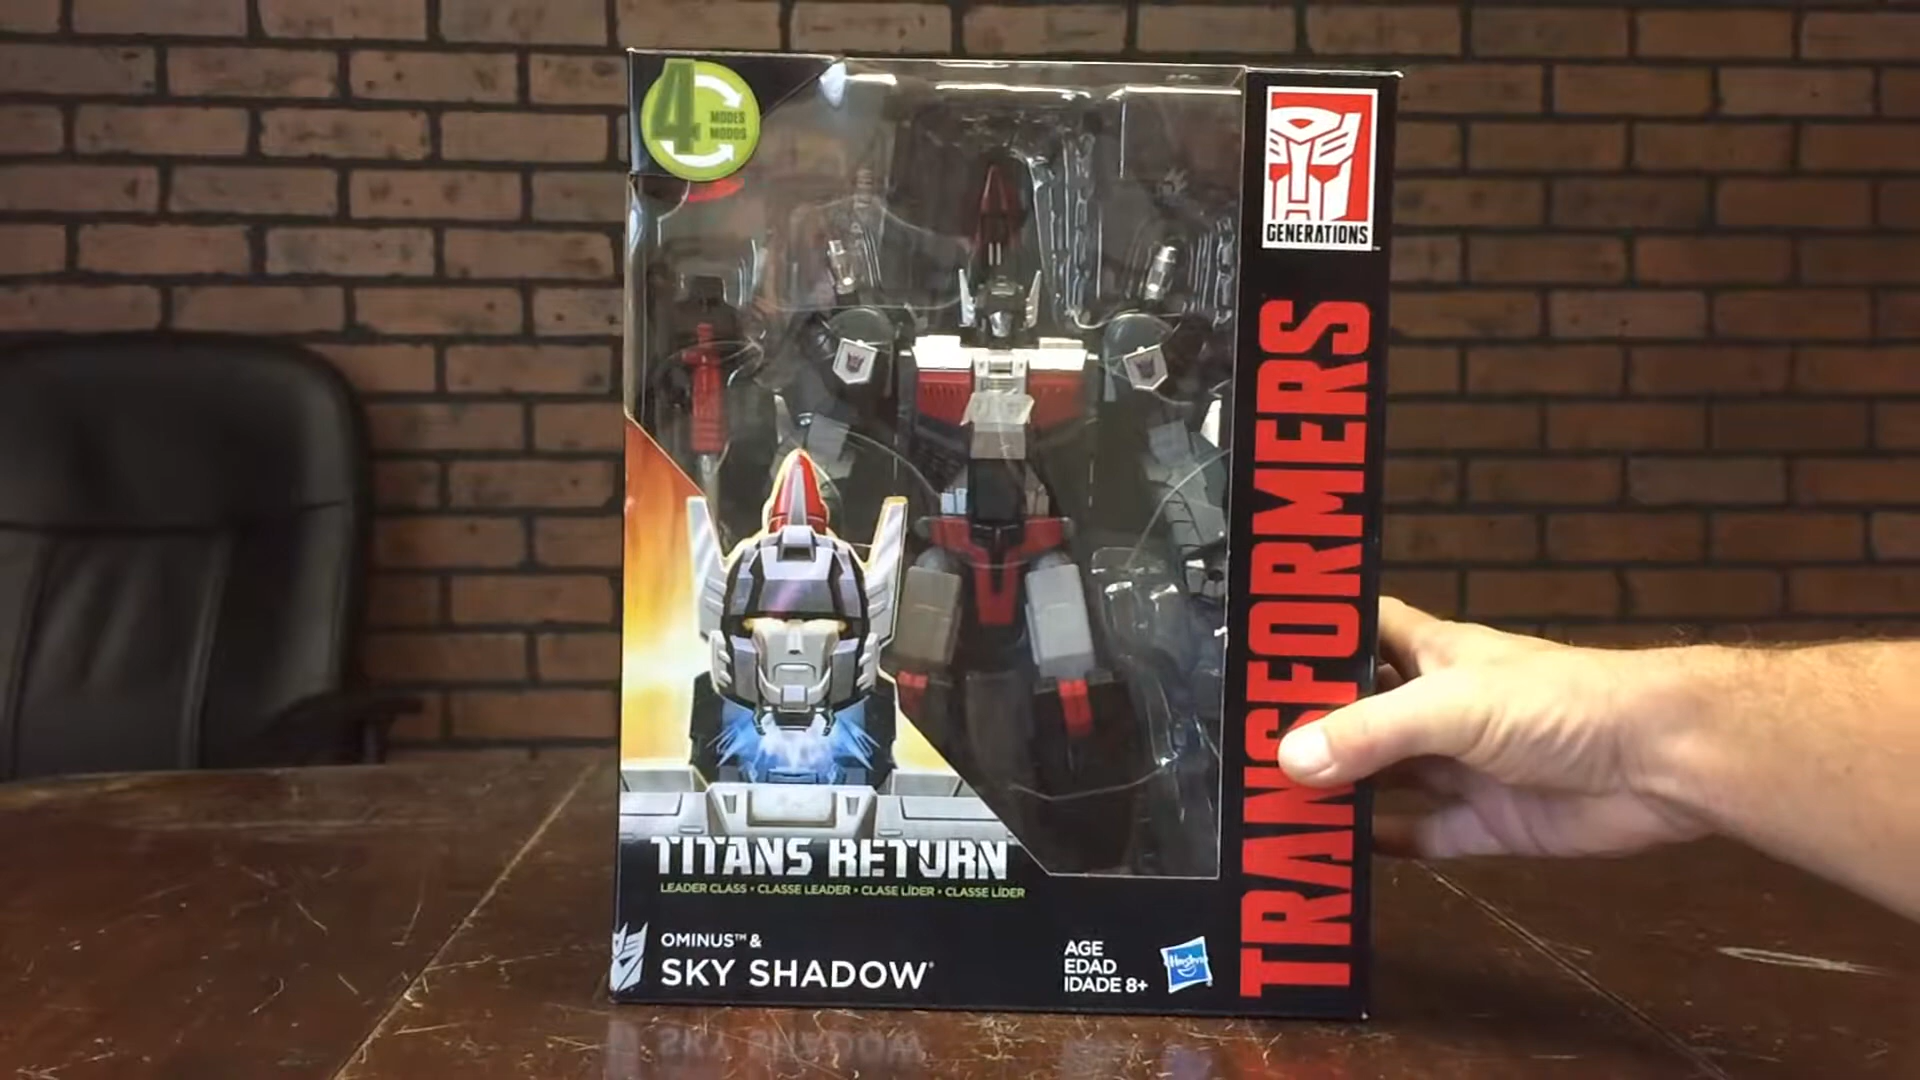 4
MODES
MODOS
GENERATIONS
TRANSFORMERS
TITANS RETURN
LEADER CLASS • CLASSE LEADER • CLASE LÍDER • CLASSE LÍDER
OMINUS™ &
SKY SHADOW®
AGE
EDAD
IDADE 8+
Hasbro